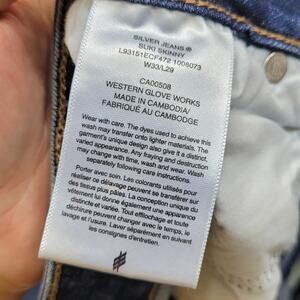 SILVER JEANS®
SUKI SKINNY
L93151ECF472 1008073
W33/L29
CA00508
WESTERN GLOVE WORKS
MADE IN CAMBODIA/
FABRIQUÉ AU CAMBODGE
Wear with care. The dyes used to achieve this
wash may transfer onto lighter materials. The
garment's unique design also give it a distinct,
varied appearance. Any fraying and destruction
may change with time, wash and wear. Wash
separately following care instructions.
Porter avec soin. Les colorants utilisés pour
réaliser ce délavage peuvent se transférer sur
des tissus plus pâles. La conception unique du
vêtement lui donne également une apparence
distincte et variée. Tout effilochage et toute
déchirure peuvent changer avec le temps, le
lavage et l'usure. Laver séparément en suivant
les consignes d'entretien.